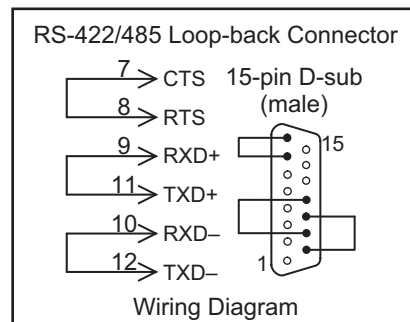 RS-422/485 Loop-back Connector
7 CTS
8 RTS
9 RXD+
11 TXD+
10 RXD–
12 TXD–
15-pin D-sub
(male)
15
1
Wiring Diagram